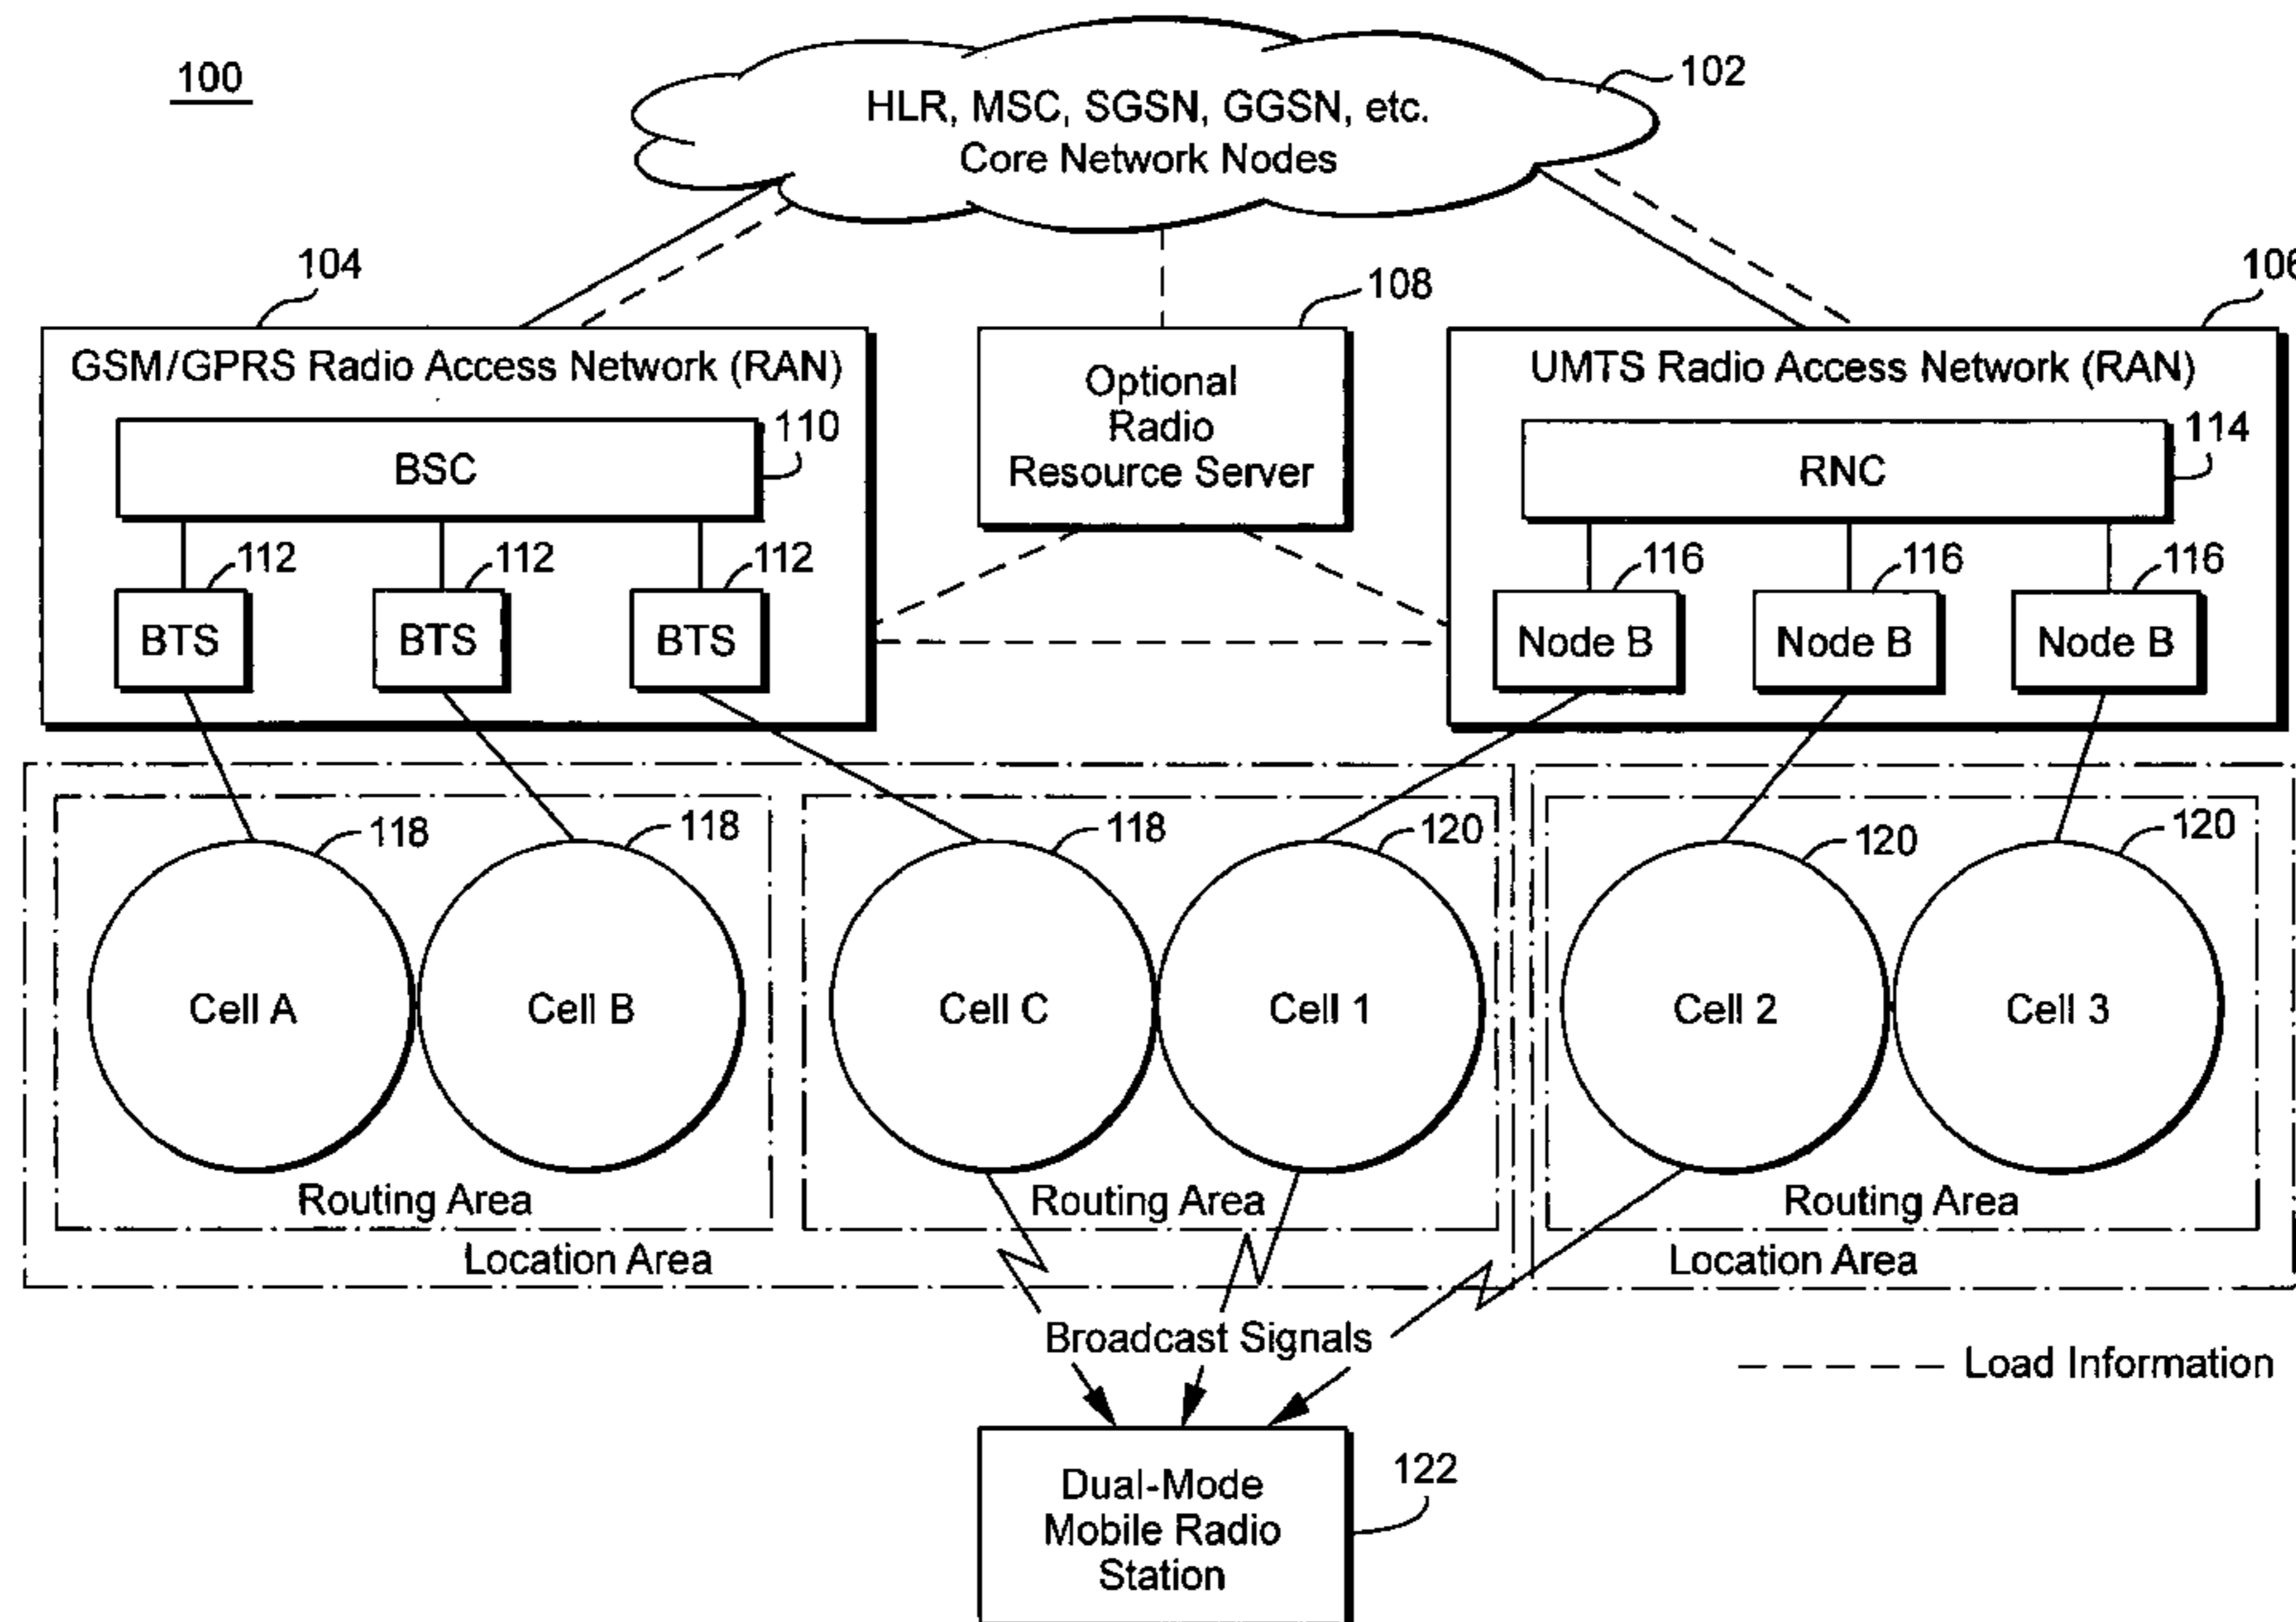 100
HLR, MSC, SGSN, GGSN, etc.
Core Network Nodes
102
104
108
106
GSM/GPRS Radio Access Network (RAN)
BSC
110
112
112
112
BTS
BTS
BTS
Optional
Radio
Resource Server
UMTS Radio Access Network (RAN)
RNC
114
116
116
116
Node B
Node B
Node B
118
118
118
120
120
120
Cell A
Cell B
Cell C
Cell 1
Cell 2
Cell 3
Routing Area
Routing Area
Routing Area
Location Area
Location Area
Broadcast Signals
Load Information
Dual-Mode
Mobile Radio
Station
122